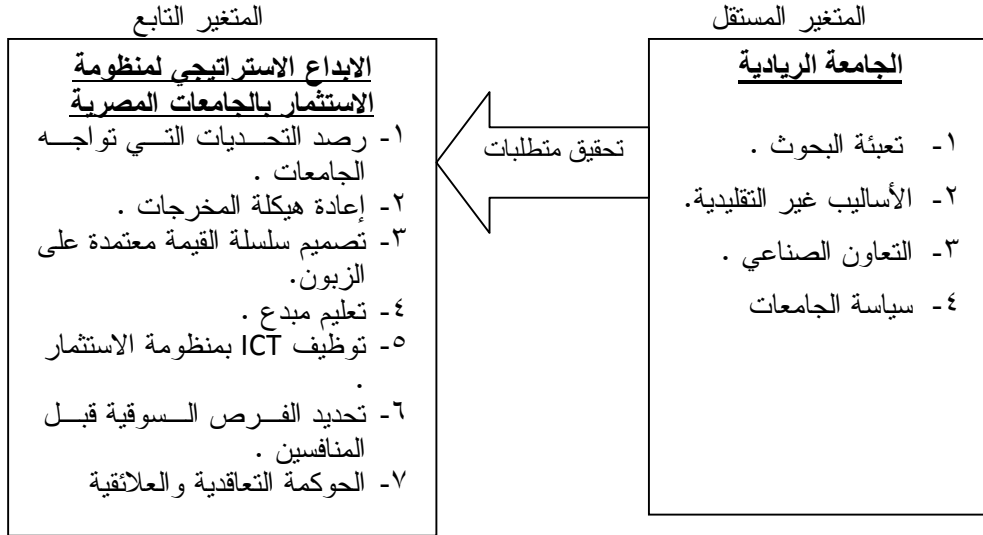 المتغير المستقل
الجامعة الريادية
١- تعبئة البحوث .
٢- الأساليب غير التقليدية.
٣- التعاون الصناعي .
٤- سياسة الجامعات
تحقيق متطلبات
المتغير التابع
الابداع الاستراتيجي لمنظومة
الاستثمار بالجامعات المصرية
١- رصد التحديات التي تواجه
الجامعات .
٢- إعادة هيكلة المخرجات .
٣- تصميم سلسلة القيمة معتمدة على
الزبون.
٤- تعليم مبدع .
٥- توظيف ICT بمنظومة الاستثمار
.
٦- تحديد الفرص السوقية قبل
المنافسين .
٧- الحوكمة التعاقدية والعلائقية